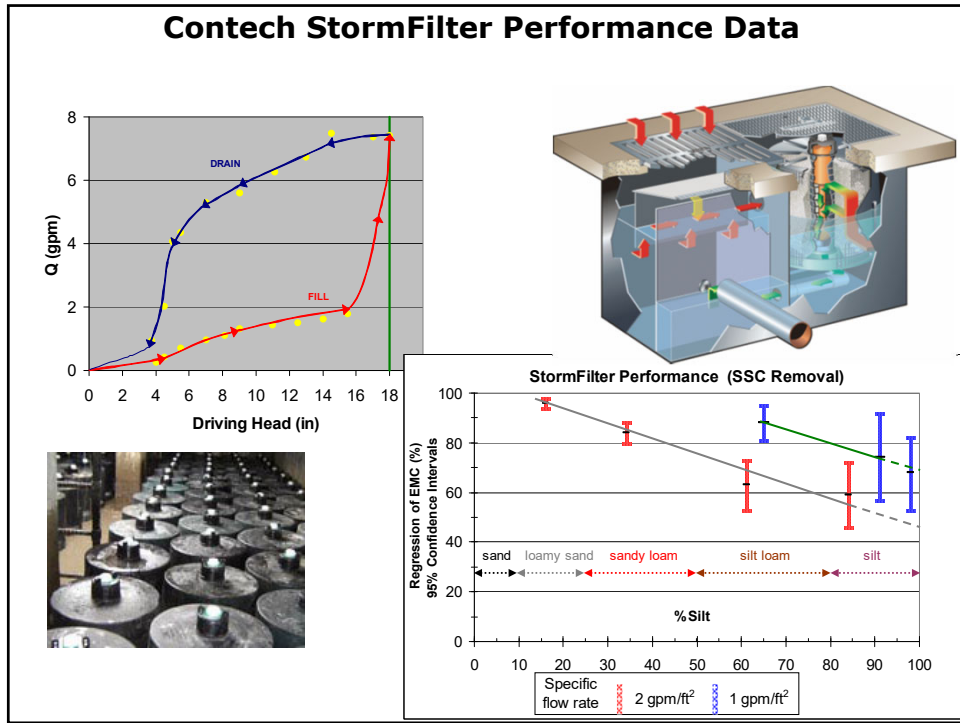 Contech StormFilter Performance Data
8
6
4
2
0
Q (gpm)
DRAIN
FILL
0 2 4 6 8 10 12 14 16 18
Driving Head (in)
StormFilter Performance (SSC Removal)
100
80
60
40
20
0
Regression of EMC (%)
95% Confidence Intervals
sand loamy sand sandy loam silt loam silt
%Silt
0 10 20 30 40 50 60 70 80 90 100
Specific
flow rate
2 gpm/ft²
1 gpm/ft²